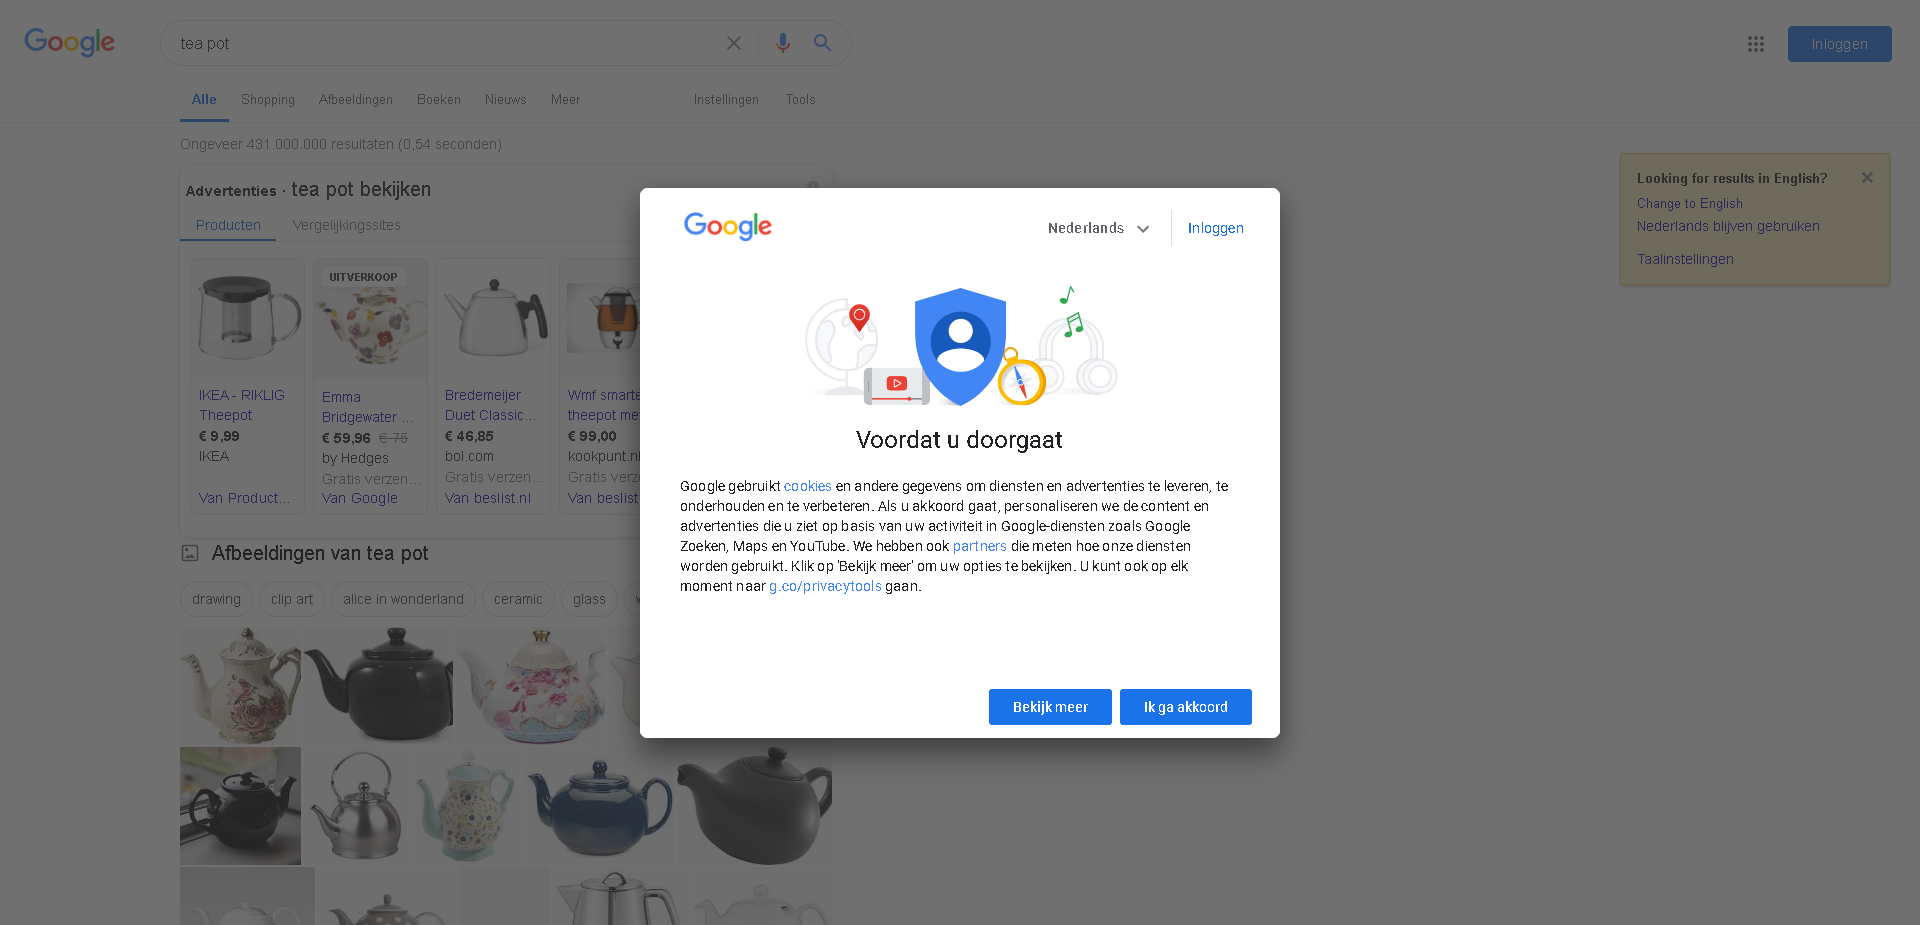 Google
tea pot
Inloggen
Alle
Shopping
Afbeeldingen
Boeken
Nieuws
Meer
Instellingen
Tools
Ongeveer 431.000.000 resultaten (0,54 seconden)
Advertenties · tea pot bekijken
Producten
Vergelijkingssites
IKEA - RIKLIG
Theepot
€ 9,99
IKEA
Van Product...
UITVERKOOP
Emma
Bridgewater ...
€ 59,96 € 75
by Hedges
Gratis verzen...
Van Google
Bredemeijer
Duet Classic...
€ 46,85
bol.com
Gratis verzen...
Van beslist.nl
Wmf smarte
theepot me
€ 99,00
kookpunt.nl
Gratis verz
Van beslist
Afbeeldingen van tea pot
drawing
clip art
alice in wonderland
ceramic
glass
Looking for results in English?
Change to English
Nederlands blijven gebruiken
Taalinstellingen
Google
Nederlands
Inloggen
Voordat u doorgaat
Google gebruikt cookies en andere gegevens om diensten en advertenties te leveren, te
onderhouden en te verbeteren. Als u akkoord gaat, personaliseren we de content en
advertenties die u ziet op basis van uw activiteit in Google-diensten zoals Google
Zoeken, Maps en YouTube. We hebben ook partners die meten hoe onze diensten
worden gebruikt. Klik op 'Bekijk meer' om uw opties te bekijken. U kunt ook op elk
moment naar g.co/privacytools gaan.
Bekijk meer
Ik ga akkoord